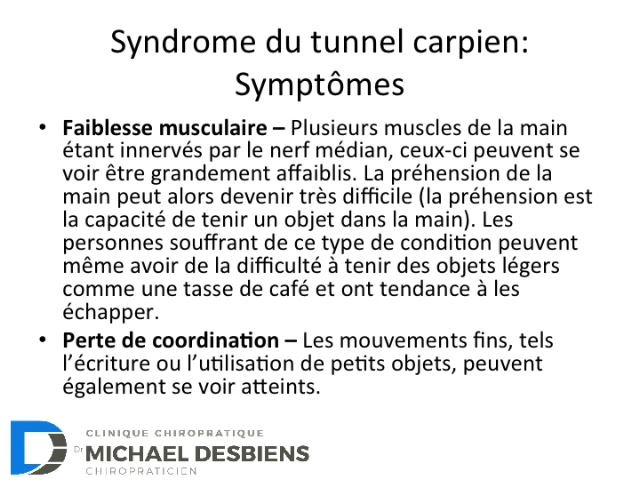 Syndrome du tunnel carpien:
Symptômes
• Faiblesse musculaire – Plusieurs muscles de la main
étant innervés par le nerf médian, ceux-ci peuvent se
voir être grandement affaiblis. La préhension de la
main peut alors devenir très difficile (la préhension est
la capacité de tenir un objet dans la main). Les
personnes souffrant de ce type de condition peuvent
même avoir de la difficulté à tenir des objets légers
comme une tasse de café et ont tendance à les
échapper.
• Perte de coordination – Les mouvements fins, tels
l’écriture ou l’utilisation de petits objets, peuvent
également se voir atteints.
CLINIQUE CHIROPRATIQUE
Dr MICHAEL DESBIENS
CHIROPRATICIEN